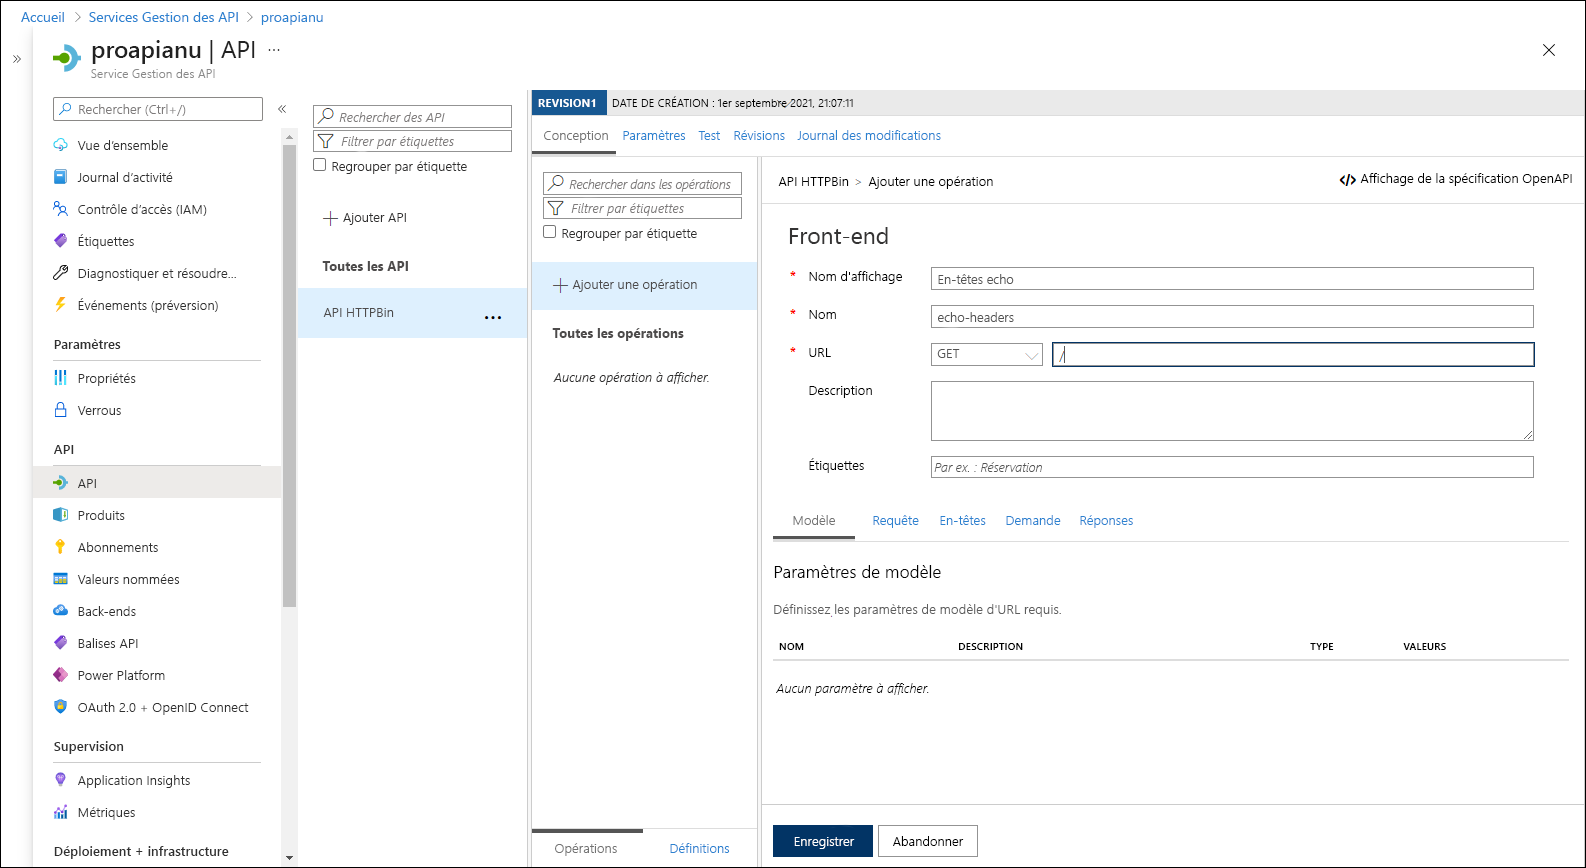 Accueil > Services Gestion des API > proapianu
»
proapianu | API ...
Service Gestion des API
Rechercher (Ctrl+/)
«
Vue d'ensemble
Journal d'activité
Contrôle d'accès (IAM)
Étiquettes
Diagnostiquer et résoudre...
Événements (préversion)
Paramètres
Propriétés
Verrous
API
API
Produits
Abonnements
Valeurs nommées
Back-ends
Balises API
Power Platform
OAuth 2.0 + OpenID Connect
Supervision
Application Insights
Métriques
Déploiement + infrastructure
Rechercher des API
Filtrer par étiquettes
Regrouper par étiquette
+ Ajouter API
Toutes les API
API HTTPBin ...
REVISION1 DATE DE CRÉATION : 1er septembre 2021, 21:07:11
Conception Paramètres Test Révisions Journal des modifications
Rechercher dans les opérations
Filtrer par étiquettes
Regrouper par étiquette
+ Ajouter une opération
Toutes les opérations
Aucune opération à afficher.
Opérations Définitions
API HTTPBin > Ajouter une opération
</> Affichage de la spécification OpenAPI
Front-end
* Nom d'affichage En-têtes echo
* Nom echo-headers
* URL GET /
Description
Étiquettes Par ex. : Réservation
Modèle Requête En-têtes Demande Réponses
Paramètres de modèle
Définissez les paramètres de modèle d'URL requis.
NOM DESCRIPTION TYPE VALEURS
Aucun paramètre à afficher.
Enregistrer Abandonner